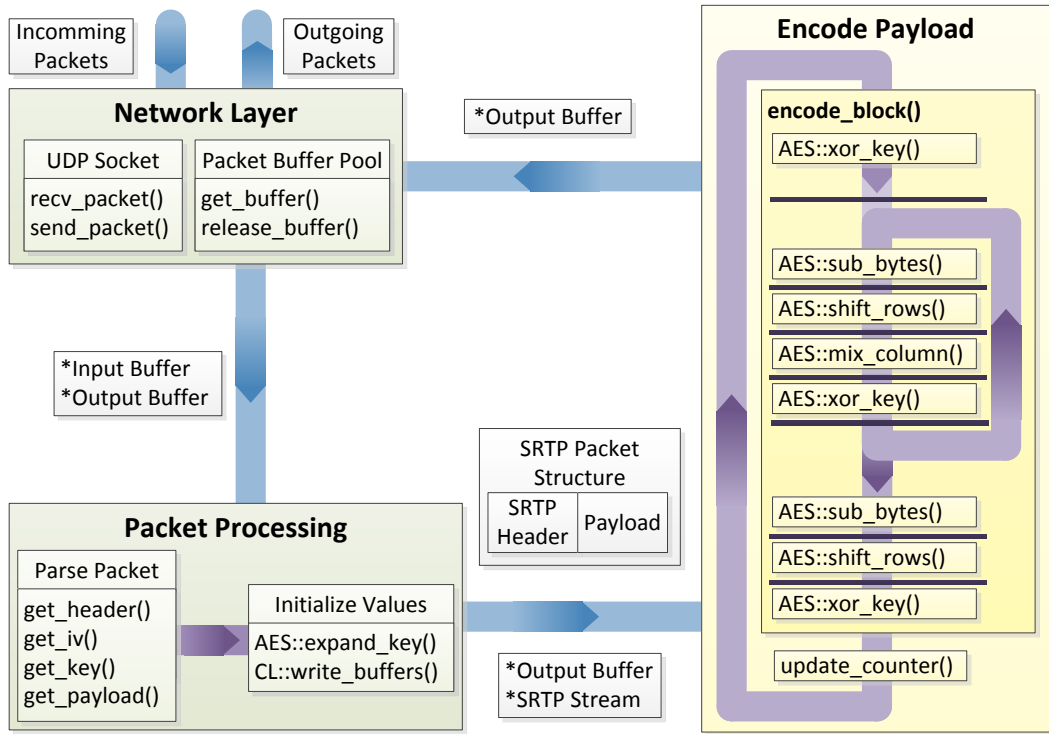 Incomming
Packets
Outgoing
Packets
Network Layer
UDP Socket
recv_packet()
send_packet()
Packet Buffer Pool
get_buffer()
release_buffer()
*Output Buffer
*Input Buffer
*Output Buffer
Packet Processing
Parse Packet
get_header()
get_iv()
get_key()
get_payload()
Initialize Values
AES::expand_key()
CL::write_buffers()
SRTP Packet
Structure
SRTP
Header
Payload
*Output Buffer
*SRTP Stream
Encode Payload
encode_block()
AES::xor_key()
AES::sub_bytes()
AES::shift_rows()
AES::mix_column()
AES::xor_key()
AES::sub_bytes()
AES::shift_rows()
AES::xor_key()
update_counter()